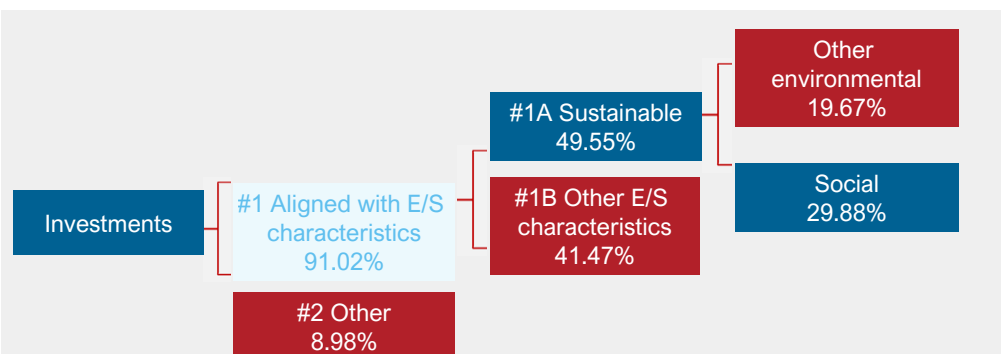 Investments
#1 Aligned with E/S
characteristics
91.02%
#2 Other
8.98%
#1A Sustainable
49.55%
#1B Other E/S
characteristics
41.47%
Other
environmental
19.67%
Social
29.88%